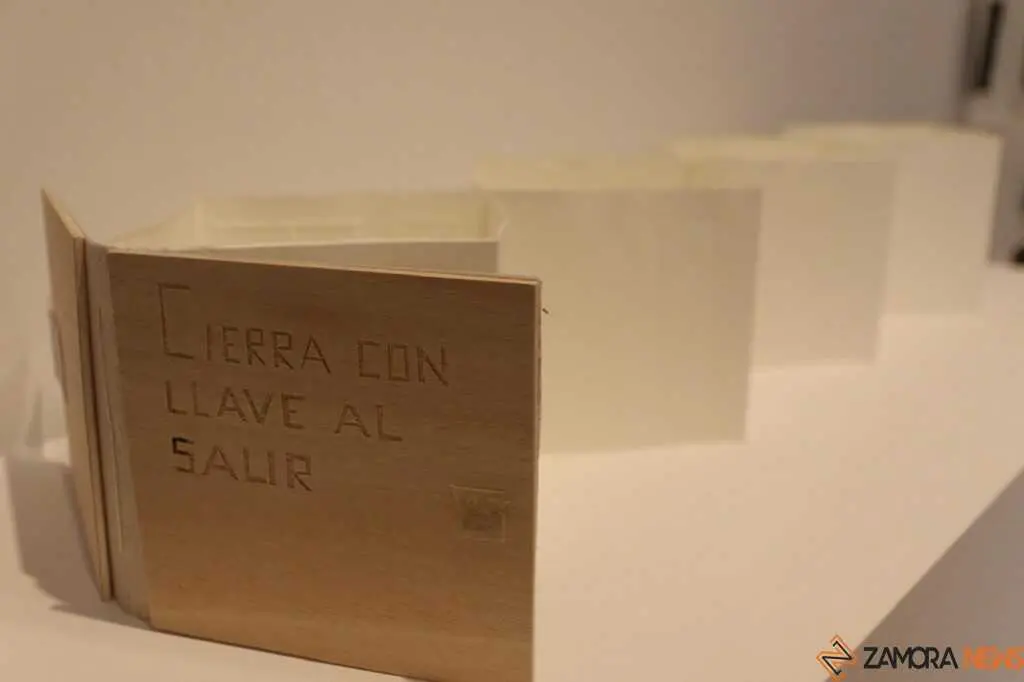 CIERRA CON
LLAVE AL
SALIR
ZAMORA NEWS